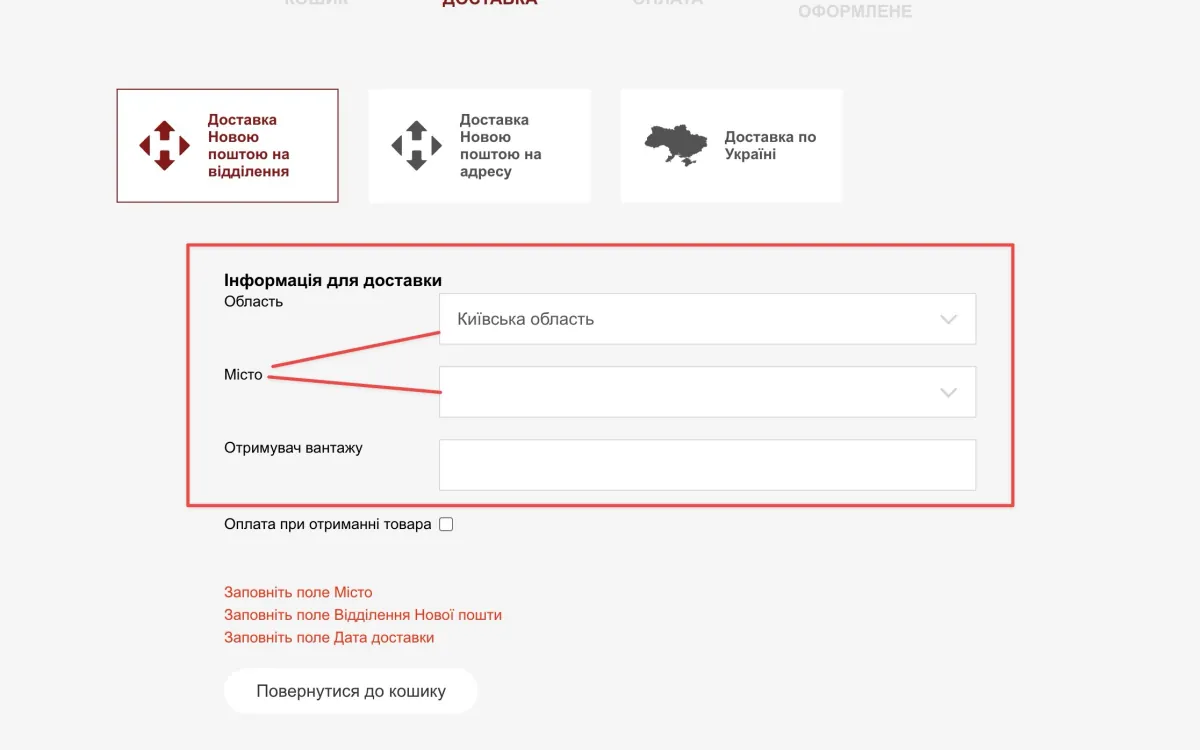 КОШИК
ДОСТАВКА
ОПЛАТА
ОФОРМЛЕНЕ
Доставка
Новою
поштою на
відділення
Доставка
Новою
поштою на
адресу
Доставка по
Україні
Інформація для доставки
Область
Київська область
Місто
Отримувач вантажу
Оплата при отриманні товара
Заповніть поле Місто
Заповніть поле Відділення Нової пошти
Заповніть поле Дата доставки
Повернутися до кошику